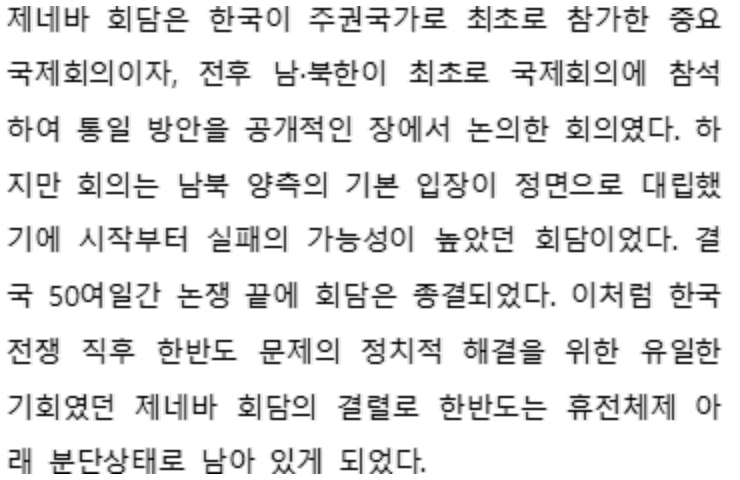 제네바 회담은 한국이 주권국가로 최초로 참가한 중요
국제회의이자, 전후 남·북한이 최초로 국제회의에 참석
하여 통일 방안을 공개적인 장에서 논의한 회의였다. 하
지만 회의는 남북 양측의 기본 입장이 정면으로 대립했
기에 시작부터 실패의 가능성이 높았던 회담이었다. 결
국 50여일간 논쟁 끝에 회담은 종결되었다. 이처럼 한국
전쟁 직후 한반도 문제의 정치적 해결을 위한 유일한
기회였던 제네바 회담의 결렬로 한반도는 휴전체제 아
래 분단상태로 남아 있게 되었다.